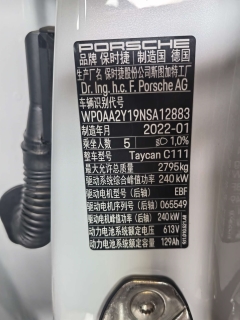 PORSCHE
品牌 保时捷 制造国 德国
生产厂名 保时捷股份公司斯图加特工厂
Dr. Ing. h.c. F. Porsche AG
车辆识别代号
WP0AA2Y19NSA12883
制造年月 2022-01
乘坐人数 5 1,0%
整车型号 Taycan C111
最大允许总质量 2795kg
驱动系统综合峰值功率 240 kW
驱动电机型号（后轴） EBF
驱动电机序列号（后轴） 065549
驱动电机峰值功率（后轴） 240 kW
动力电池系统额定电压 613V
动力电池系统额定容量 129Ah